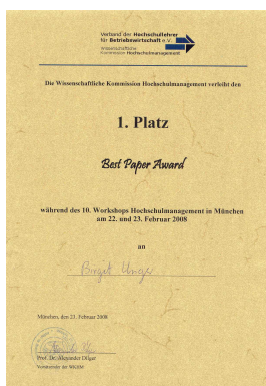 Verband der Hochschullehrer
für Betriebswirtschaft e.V.
Wissenschaftliche
Kommission Hochschulmanagement
Die Wissenschaftliche Kommission Hochschulmanagement verleiht den
1. Platz
Best Paper Award
während des 10. Workshops Hochschulmanagement in München
am 22. und 23. Februar 2008
an
Birgit Unger
München, den 23. Februar 2008
Prof. Dr. Alexander Dilger
Vorsitzender der WKHM